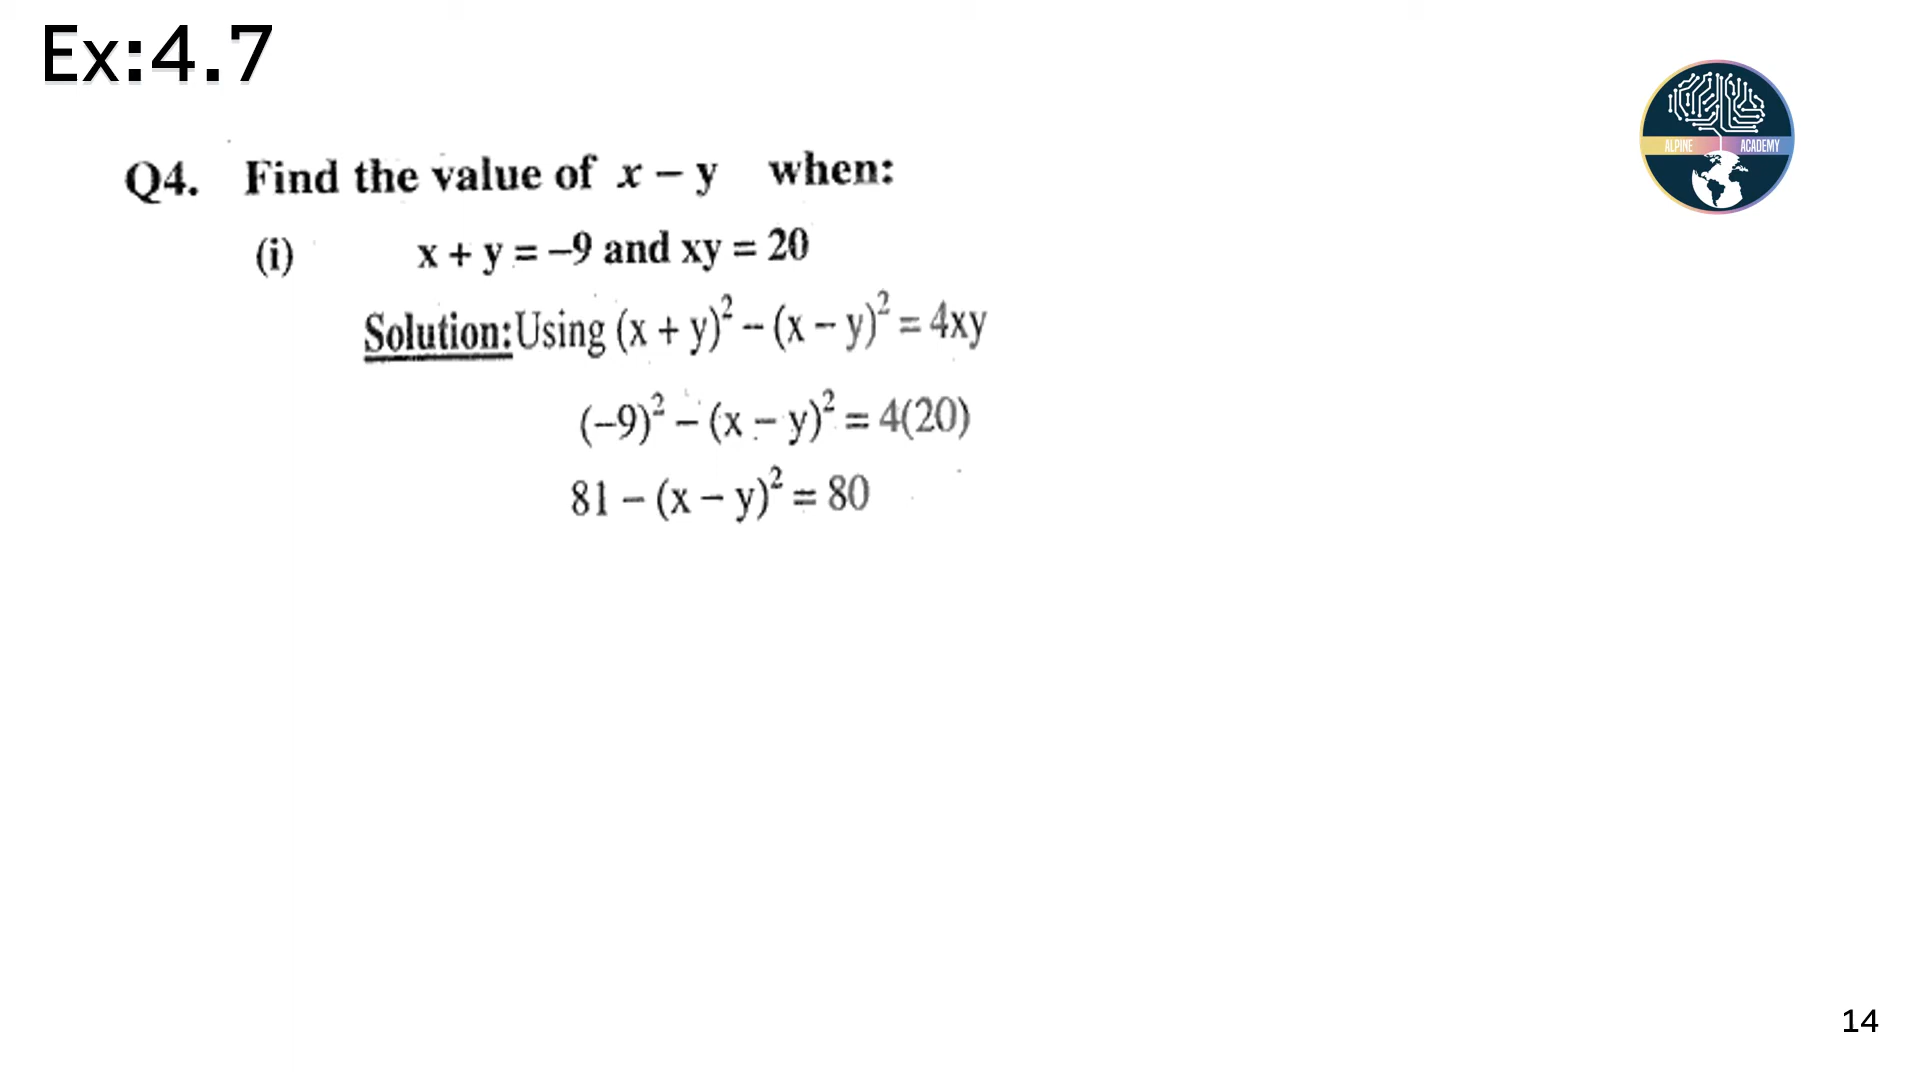 Ex:4.7
ALPINE ACADEMY
Q4. Find the value of x – y when:
(i) x + y = –9 and xy = 20
Solution: Using (x + y)² – (x – y)² = 4xy
(–9)² – (x – y)² = 4(20)
81 – (x – y)² = 80
14